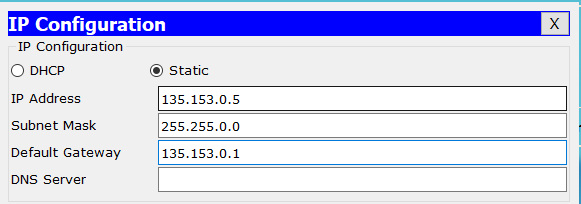 IP Configuration X
IP Configuration
DHCP Static
IP Address 135.153.0.5
Subnet Mask 255.255.0.0
Default Gateway 135.153.0.1
DNS Server